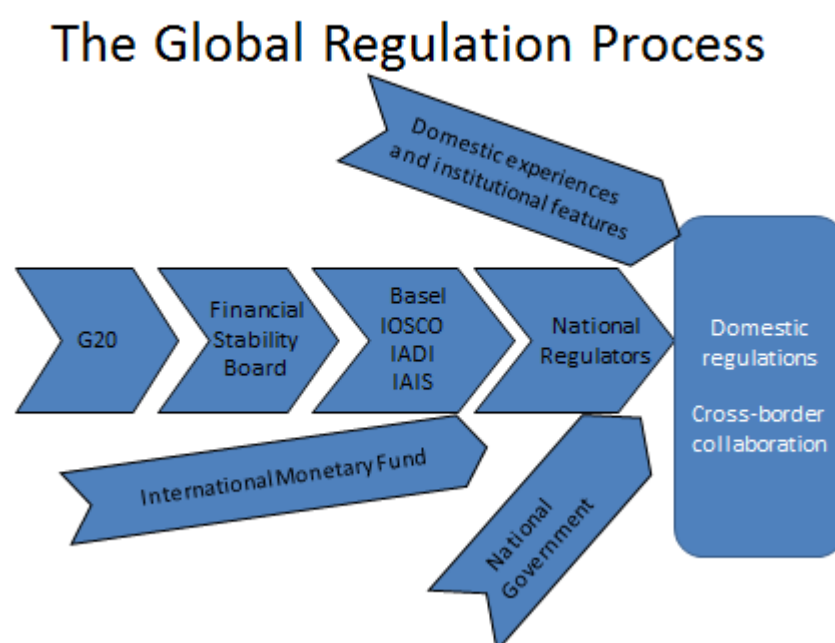 The Global Regulation Process
Domestic experiences
and institutional features
G20
Financial
Stability
Board
Basel
IOSCO
IADI
IAIS
National
Regulators
Domestic
regulations
Cross-border
collaboration
International Monetary Fund
National
Government